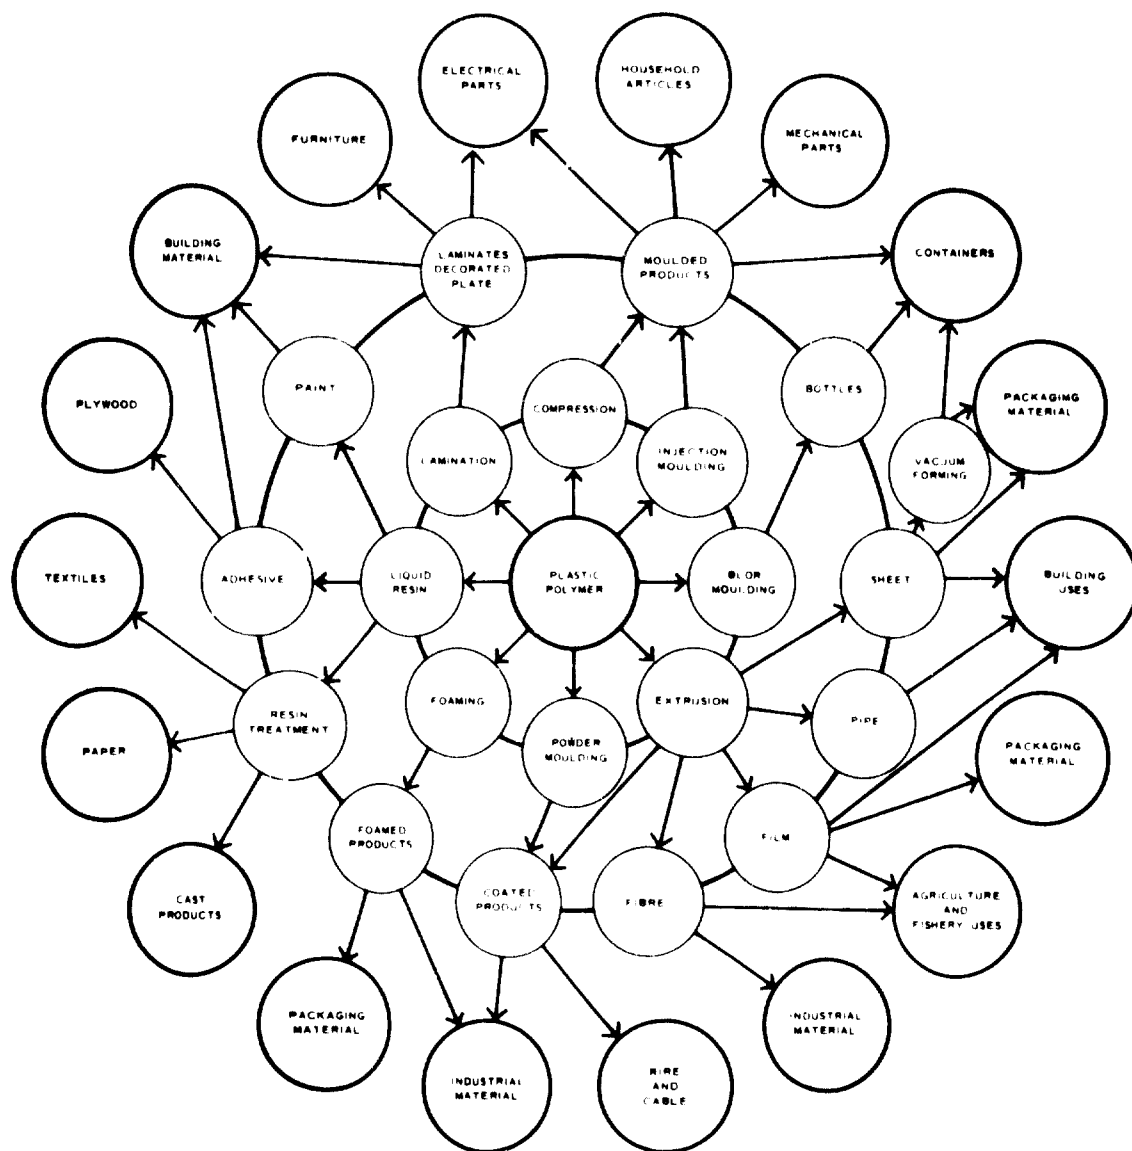 ELECTRICAL
PARTS
HOUSEHOLD
ARTICLES
FURNITURE
MECHANICAL
PARTS
BUILDING
MATERIAL
LAMINATES
DECORATED
PLATE
MOULDED
PRODUCTS
CONTAINERS
PAINT
BOTTLES
PLYWOOD
COMPRESSION
PACKAGIMG
MATERIAL
LAMINATION
INJECTION
MOULDING
VACUUM
FORMING
TEXTILES
ADHESIVE
LIQUID
RESIN
PLASTIC
POLYMER
BLOR
MOULDING
SHEET
BUILDING
USES
RESIN
TREATMENT
FOAMING
EXTRUSION
PIPE
PAPER
POWDER
MOULDING
PACKAGING
MATERIAL
FOAMED
PRODUCTS
FILM
CAST
PRODUCTS
COATED
PRODUCTS
FIBRE
AGRICULTURE
AND
FISHERY USES
PACKAGING
MATERIAL
INDUSTRIAL
MATERIAL
INDUSTRIAL
MATERIAL
RIRE
AND
CABLE